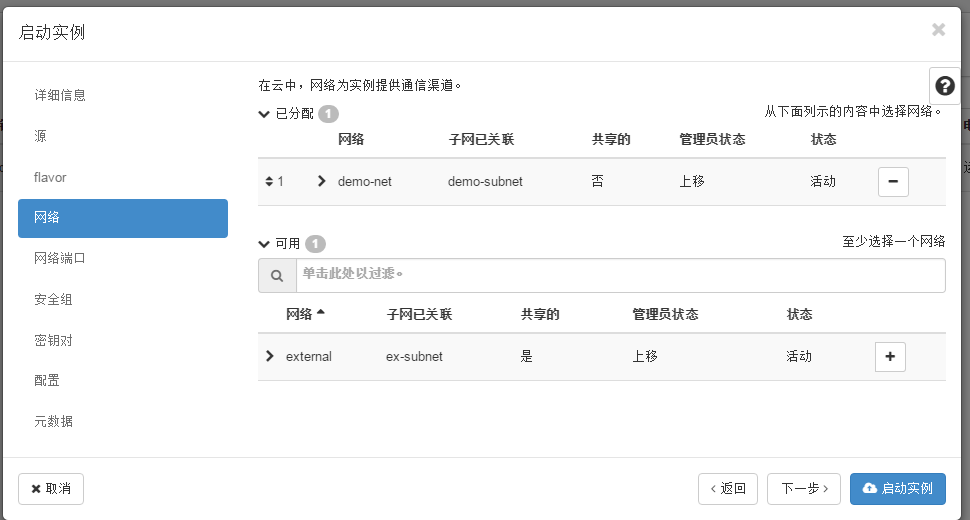 启动实例 ×
详细信息
源
flavor
网络
网络端口
安全组
密钥对
配置
元数据
在云中，网络为实例提供通信渠道。
已分配 1 从下面列示的内容中选择网络。
网络 子网已关联 共享的 管理员状态 状态
1 demo-net demo-subnet 否 上移 活动
可用 1 至少选择一个网络
单击此处以过滤。
网络 子网已关联 共享的 管理员状态 状态
external ex-subnet 是 上移 活动
取消 返回 下一步 启动实例